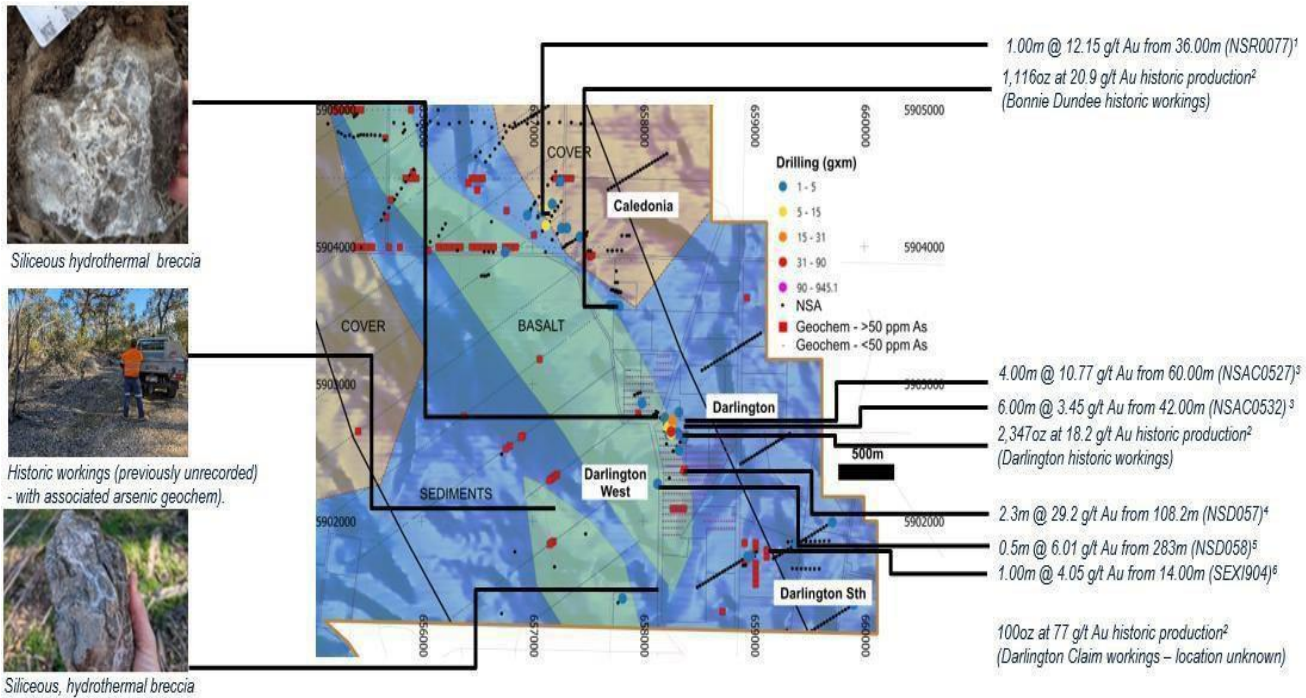 1.00m @ 12.15 g/t Au from 36.00m (NSR0077)¹
1,116oz at 20.9 g/t Au historic production²
(Bonnie Dundee historic workings)
Siliceous hydrothermal breccia
Historic workings (previously unrecorded)
- with associated arsenic geochem).
Siliceous, hydrothermal breccia
5905000
657000
658000
659000
660000
5905000
COVER
Caledonia
Drilling (gxm)
1 - 5
5 - 15
15 - 31
31 - 90
90 - 945.1
NSA
Geochem - >50 ppm As
Geochem - <50 ppm As
5904000
5904000
COVER
BASALT
5903000
Darlington
500m
Darlington
West
SEDIMENTS
5902000
5902000
Darlington Sth
656000
657000
658000
659000
660000
4.00m @ 10.77 g/t Au from 60.00m (NSAC0527)³
6.00m @ 3.45 g/t Au from 42.00m (NSAC0532)³
2,347oz at 18.2 g/t Au historic production²
(Darlington historic workings)
2.3m @ 29.2 g/t Au from 108.2m (NSD057)⁴
0.5m @ 6.01 g/t Au from 283m (NSD058)⁵
1.00m @ 4.05 g/t Au from 14.00m (SEXI904)⁶
100oz at 77 g/t Au historic production²
(Darlington Claim workings – location unknown)